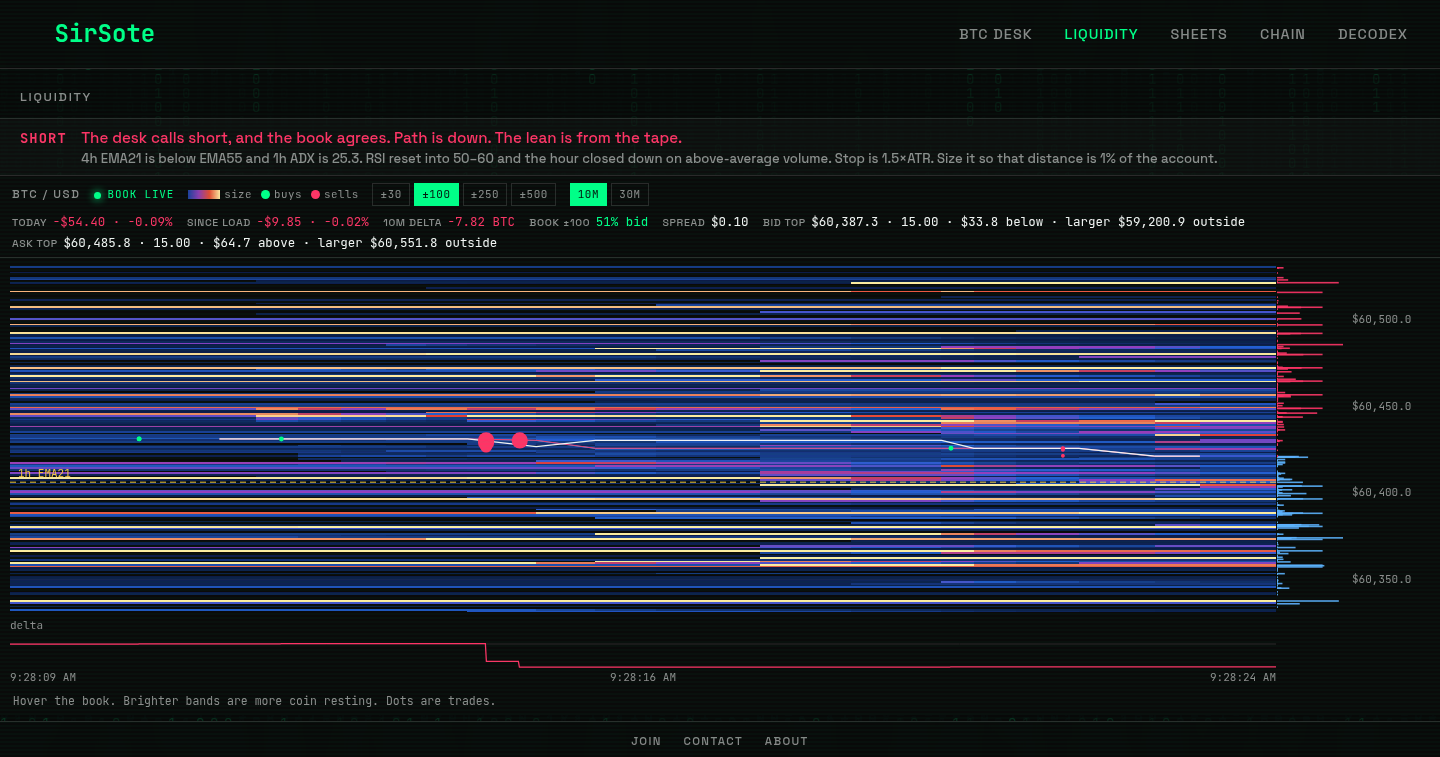 SirSote
BTC DESK LIQUIDITY SHEETS CHAIN DECODEX
LIQUIDITY
SHORT The desk calls short, and the book agrees. Path is down. The lean is from the tape.
4h EMA21 is below EMA55 and 1h ADX is 25.3. RSI reset into 50–60 and the hour closed down on above-average volume. Stop is 1.5×ATR. Size it so that distance is 1% of the account.
BTC / USD BOOK LIVE size buys sells ±30 ±100 ±250 ±500 10M 30M
TODAY -$54.40 · -0.09% SINCE LOAD -$9.85 · -0.02% 10M DELTA -7.82 BTC BOOK ±100 51% bid SPREAD $0.10 BID TOP $60,387.3 · 15.00 · $33.8 below · larger $59,200.9 outside
ASK TOP $60,485.8 · 15.00 · $64.7 above · larger $60,551.8 outside
$60,500.0
$60,450.0
1h EMA21
$60,400.0
$60,350.0
delta
9:28:09 AM 9:28:16 AM 9:28:24 AM
Hover the book. Brighter bands are more coin resting. Dots are trades.
JOIN CONTACT ABOUT